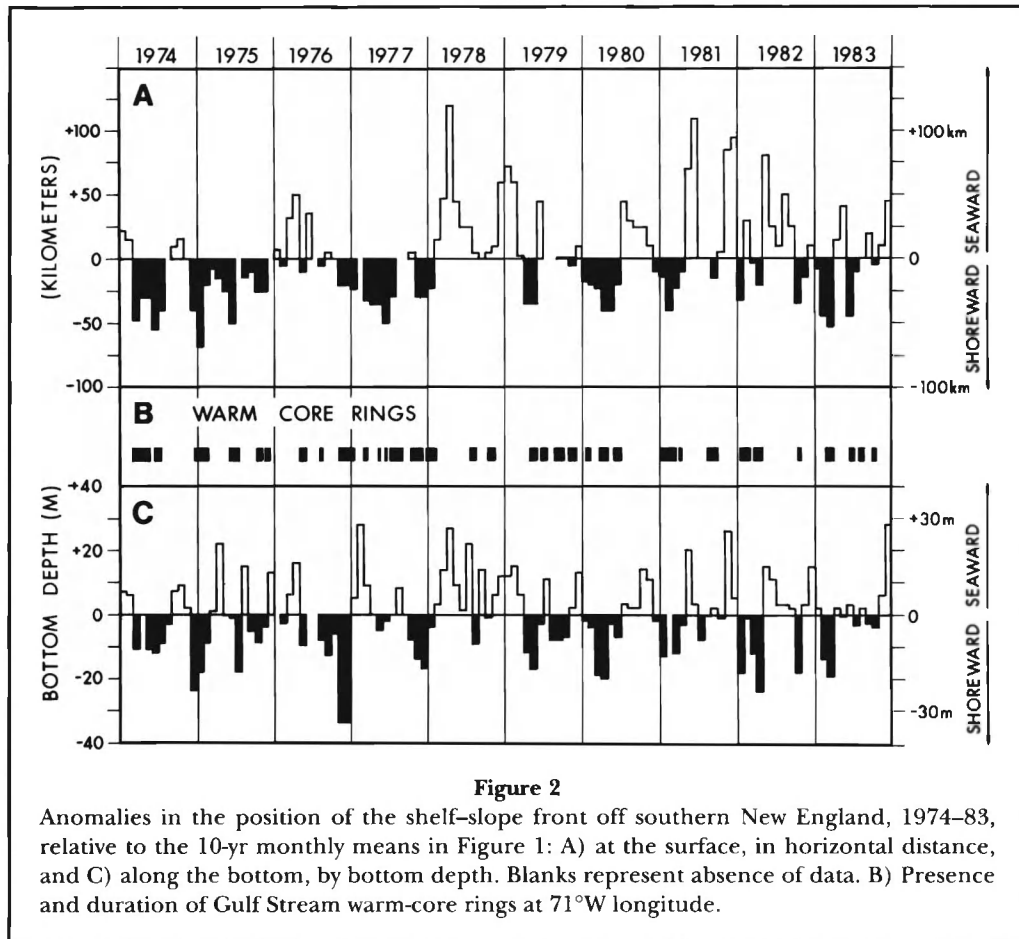 1974 1975 1976 1977 1978 1979 1980 1981 1982 1983
A
(KILOMETERS)
+100
+50
0
-50
-100
+100km
0
-100km
SHOREWARD SEAWARD
B WARM CORE RINGS
C
BOTTOM DEPTH (M)
+40
+20
0
-20
-40
+30m
0
-30m
SHOREWARD SEAWARD
Figure 2
Anomalies in the position of the shelf–slope front off southern New England, 1974–83,
relative to the 10-yr monthly means in Figure 1: A) at the surface, in horizontal distance,
and C) along the bottom, by bottom depth. Blanks represent absence of data. B) Presence
and duration of Gulf Stream warm-core rings at 71°W longitude.